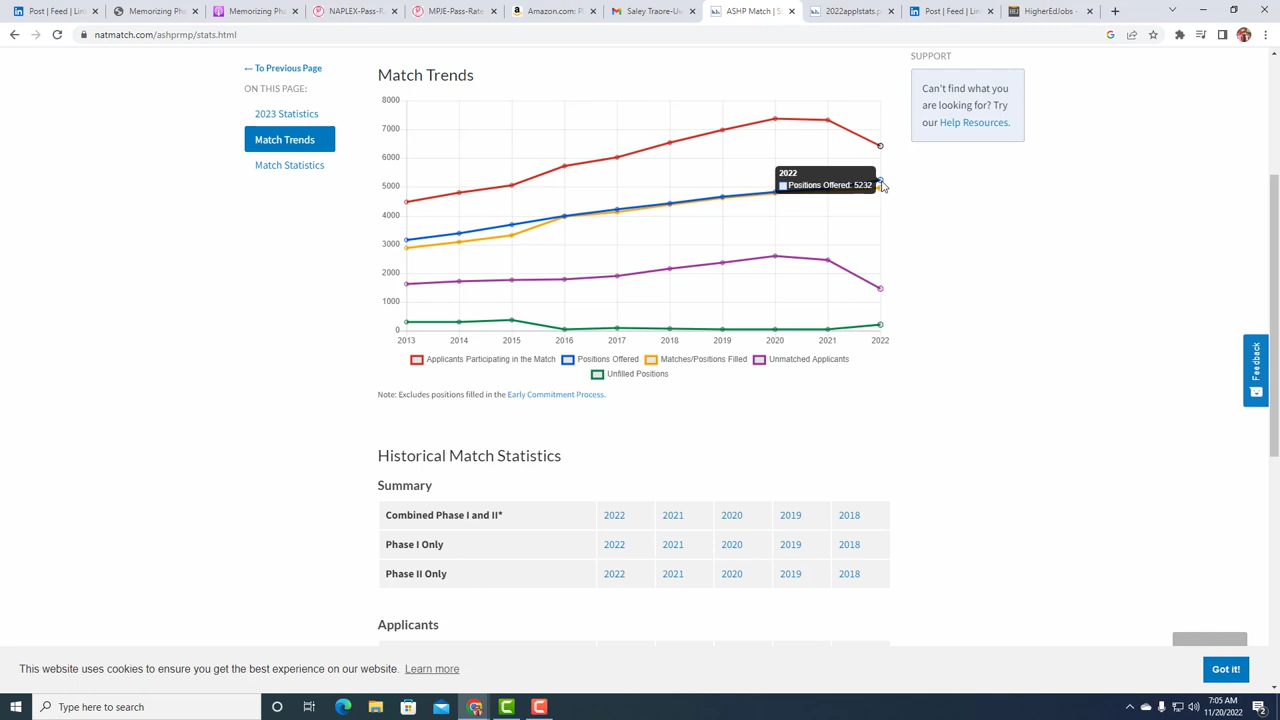 Post | Feed | Lin
Memorizing Phar
Memorizing Phar
NAPLEX-Pass-R
MPJE-Pass-Rate
Amazon.com: Pl
Saley Traore-Ue
ASHP Match | S
2022applstats.p
Post | Feed | Lin
HigherEdJobs -
natmatch.com/ashprmp/stats.html
← To Previous Page
ON THIS PAGE:
2023 Statistics
Match Trends
Match Statistics
Match Trends
8000
7000
6000
5000
4000
3000
2000
1000
0
2022
Positions Offered: 5232
2013 2014 2015 2016 2017 2018 2019 2020 2021 2022
Applicants Participating in the Match Positions Offered Matches/Positions Filled Unmatched Applicants
Unfilled Positions
Note: Excludes positions filled in the Early Commitment Process.
SUPPORT
Can't find what you
are looking for? Try
our Help Resources.
Feedback
Historical Match Statistics
Summary
Combined Phase I and II* 2022 2021 2020 2019 2018
Phase I Only 2022 2021 2020 2019 2018
Phase II Only 2022 2021 2020 2019 2018
Applicants
This website uses cookies to ensure you get the best experience on our website. Learn more
Got it!
Type here to search
7:05 AM
11/20/2022
2